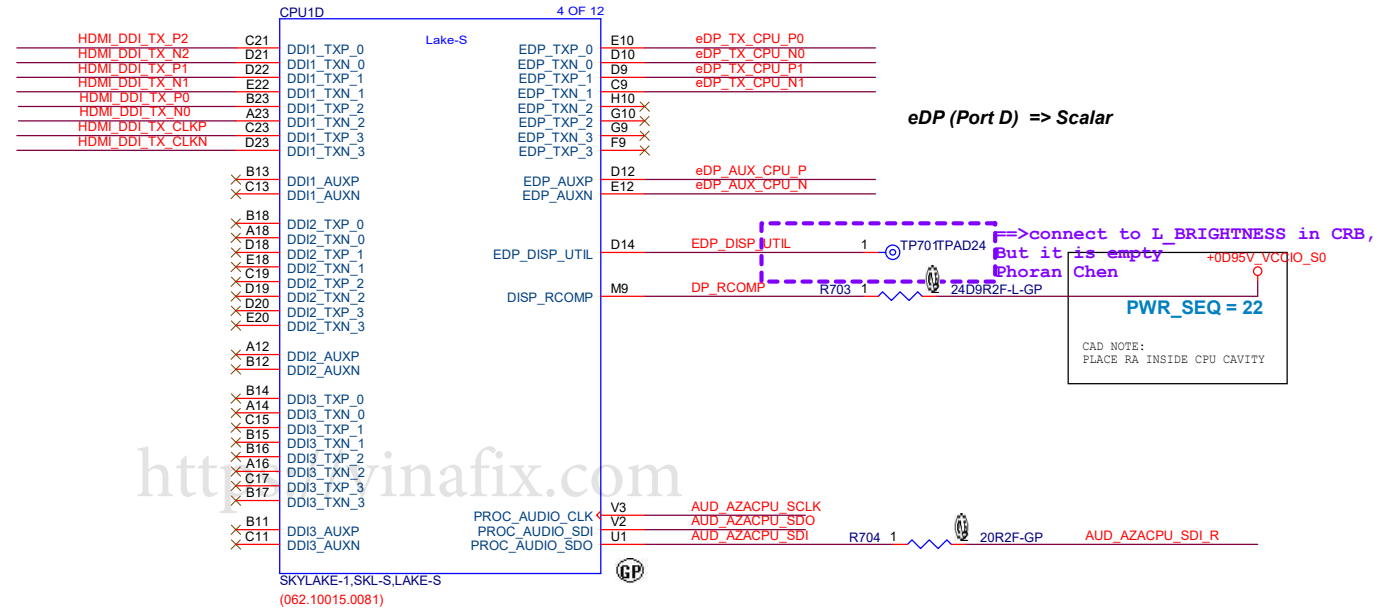 CPU1D
4 OF 12
Lake-S
HDMI_DDI_TX_P2 C21 DDI1_TXP_0
HDMI_DDI_TX_N2 D21 DDI1_TXN_0
HDMI_DDI_TX_P1 D22 DDI1_TXP_1
HDMI_DDI_TX_N1 E22 DDI1_TXN_1
HDMI_DDI_TX_P0 B23 DDI1_TXP_2
HDMI_DDI_TX_N0 A23 DDI1_TXN_2
HDMI_DDI_TX_CLKP C23 DDI1_TXP_3
HDMI_DDI_TX_CLKN D23 DDI1_TXN_3
B13 DDI1_AUXP
C13 DDI1_AUXN
B18 DDI2_TXP_0
A18 DDI2_TXN_0
D18 DDI2_TXP_1
E18 DDI2_TXN_1
C19 DDI2_TXP_2
D19 DDI2_TXN_2
D20 DDI2_TXP_3
E20 DDI2_TXN_3
A12 DDI2_AUXP
B12 DDI2_AUXN
B14 DDI3_TXP_0
A14 DDI3_TXN_0
C15 DDI3_TXP_1
B15 DDI3_TXN_1
B16 DDI3_TXP_2
A16 DDI3_TXN_2
C17 DDI3_TXP_3
B17 DDI3_TXN_3
B11 DDI3_AUXP
C11 DDI3_AUXN
EDP_TXP_0 E10 eDP_TX_CPU_P0
EDP_TXN_0 D10 eDP_TX_CPU_N0
EDP_TXP_1 D9 eDP_TX_CPU_P1
EDP_TXN_1 C9 eDP_TX_CPU_N1
EDP_TXN_2 H10
EDP_TXP_2 G10
EDP_TXN_3 G9
EDP_TXP_3 F9
eDP (Port D) => Scalar
EDP_AUXP D12 eDP_AUX_CPU_P
EDP_AUXN E12 eDP_AUX_CPU_N
EDP_DISP_UTIL D14 EDP_DISP_UTIL 1 TP701TPAD24
==>connect to L_BRIGHTNESS in CRB,
But it is empty
Phoran Chen
+0D95V_VCCIO_S0
DISP_RCOMP M9 DP_RCOMP R703 1 2 24D9R2F-L-GP
PWR_SEQ = 22
CAD NOTE:
PLACE RA INSIDE CPU CAVITY
https://vinafix.com
PROC_AUDIO_CLK V3 AUD_AZACPU_SCLK
PROC_AUDIO_SDI V2 AUD_AZACPU_SDO
PROC_AUDIO_SDO U1 AUD_AZACPU_SDI R704 1 2 20R2F-GP AUD_AZACPU_SDI_R
GP
SKYLAKE-1,SKL-S,LAKE-S
(062.10015.0081)